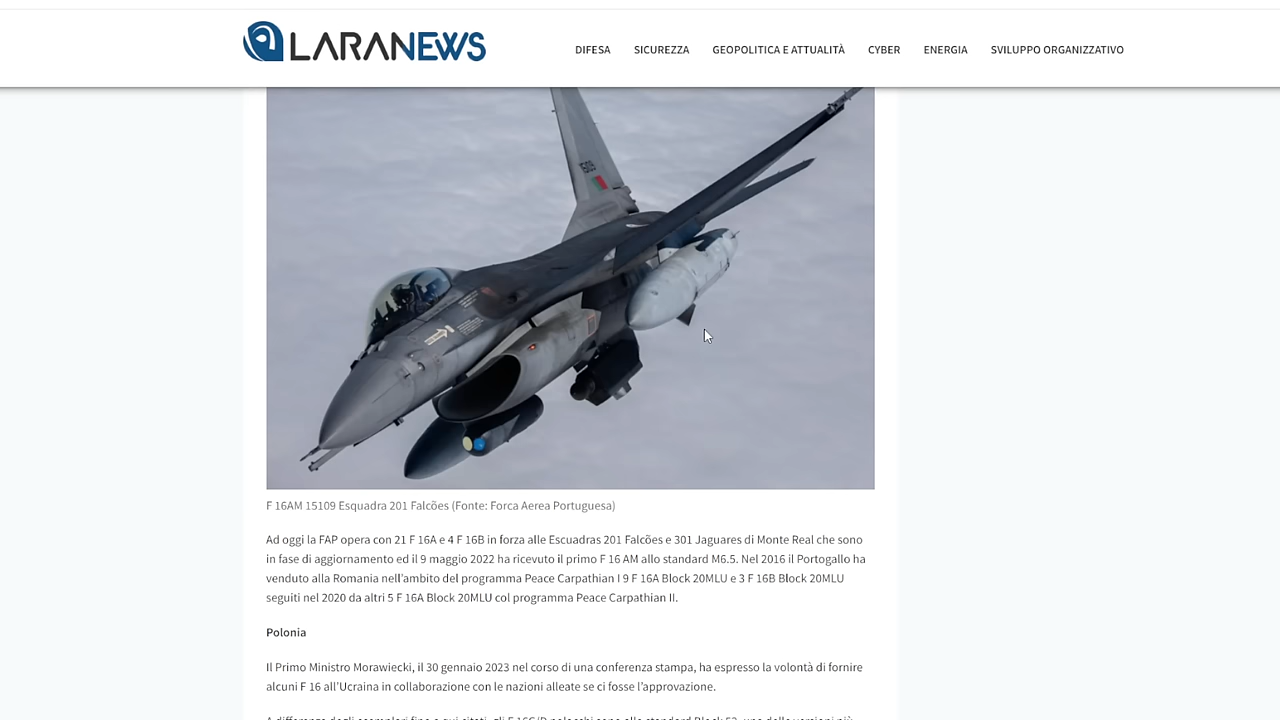 LARANEWS
DIFESA SICUREZZA GEOPOLITICA E ATTUALITÀ CYBER ENERGIA SVILUPPO ORGANIZZATIVO
F 16AM 15109 Esquadra 201 Falcões (Fonte: Forca Aerea Portuguesa)
Ad oggi la FAP opera con 21 F 16A e 4 F 16B in forza alle Escuadras 201 Falcões e 301 Jaguares di Monte Real che sono
in fase di aggiornamento ed il 9 maggio 2022 ha ricevuto il primo F 16 AM allo standard M6.5. Nel 2016 il Portogallo ha
venduto alla Romania nell'ambito del programma Peace Carpathian I 9 F 16A Block 20MLU e 3 F 16B Block 20MLU
seguiti nel 2020 da altri 5 F 16A Block 20MLU col programma Peace Carpathian II.
Polonia
Il Primo Ministro Morawiecki, il 30 gennaio 2023 nel corso di una conferenza stampa, ha espresso la volontà di fornire
alcuni F 16 all'Ucraina in collaborazione con le nazioni alleate se ci fosse l'approvazione.